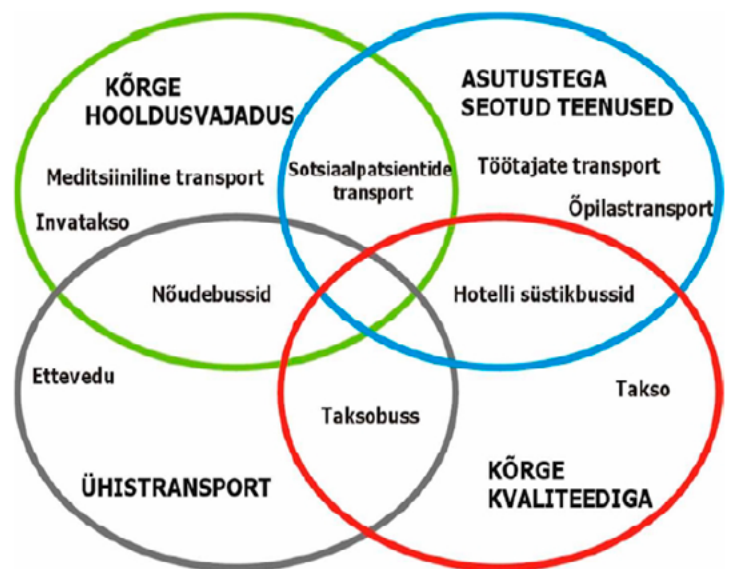 KÕRGE
HOOLDUSVAJADUS
ASUTUSTEGA
SEOTUD TEENUSED
Meditsiiniline transport
Sotsiaalpatsientide
transport
Töötajate transport
Invatakso
Õpilastransport
Nõudebussid
Hotelli süstikbussid
Ettevedu
Taksobuss
Takso
ÜHISTRANSPORT
KÕRGE
KVALITEEDIGA